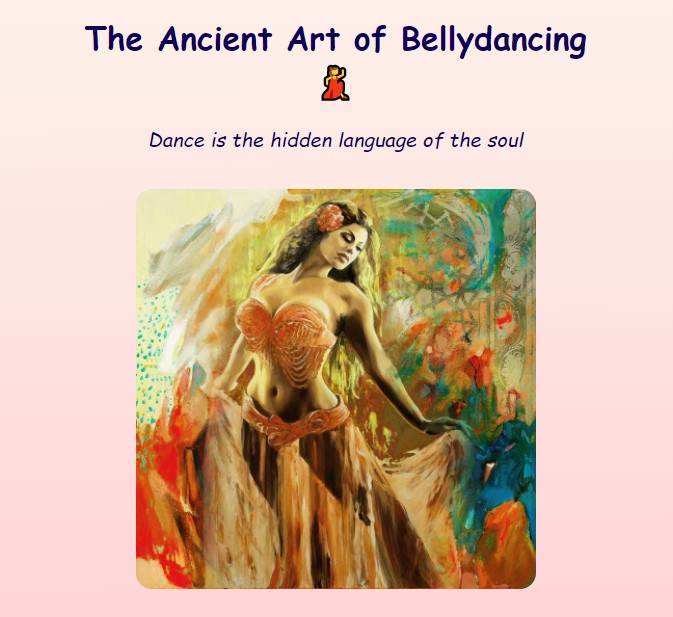 The Ancient Art of Bellydancing
💃
Dance is the hidden language of the soul